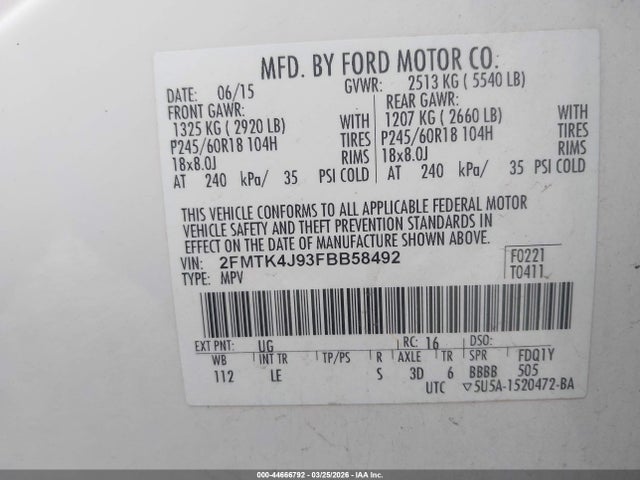 MFD. BY FORD MOTOR CO.
DATE: 06/15 GVWR: 2513 KG ( 5540 LB)
FRONT GAWR: REAR GAWR:
1325 KG ( 2920 LB) WITH 1207 KG ( 2660 LB) WITH
P245/60R18 104H TIRES P245/60R18 104H TIRES
18x8.0J RIMS 18x8.0J RIMS
AT 240 kPa/ 35 PSI COLD AT 240 kPa/ 35 PSI COLD
THIS VEHICLE CONFORMS TO ALL APPLICABLE FEDERAL MOTOR
VEHICLE SAFETY AND THEFT PREVENTION STANDARDS IN
EFFECT ON THE DATE OF MANUFACTURE SHOWN ABOVE.
VIN: 2FMTK4J93FBB58492 F0221
TYPE: MPV T0411
EXT PNT: UG RC: 16 DSO:
WB INT TR TP/PS R AXLE TR SPR FDQ1Y
112 LE S 3D 6 BBBB 505
UTC ▽5U5A-1520472-BA
000-44666792 - 03/25/2026 - IAA Inc.